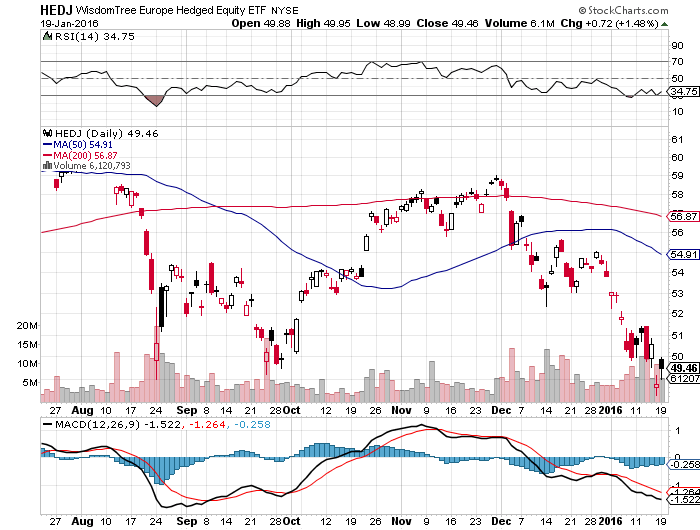 HEDJ WisdomTree Europe Hedged Equity ETF NYSE © StockCharts.com
19-Jan-2016 Open 49.88 High 49.95 Low 48.99 Close 49.46 Volume 6.1M Chg +0.72 (+1.48%)
RSI(14) 34.75
90
70
50
34.75
30
10
HEDJ (Daily) 49.46
MA(50) 54.91
MA(200) 56.87
Volume 6,120,793
61
60
59
58
57
56.87
56
54.91
54
53
52
51
50
49.46
20M
15M
10M
5M
27 Aug 10 17 24 Sep 8 14 21 28 Oct 12 19 26 Nov 9 16 23 Dec 7 14 21 28 2016 11 19
MACD(12,26,9) -1.522, -1.264, -0.258
1
0
-0.258
-1
-1.264
-1.522
27 Aug 10 17 24 Sep 8 14 21 28 Oct 12 19 26 Nov 9 16 23 Dec 7 14 21 28 2016 11 19